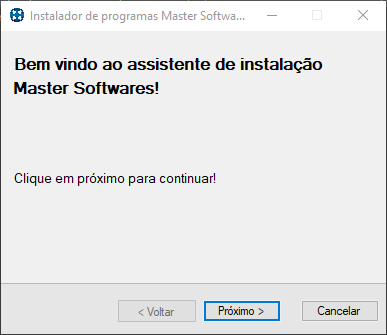 Instalador de programas Master Softwa...
Bem vindo ao assistente de instalação
Master Softwares!
Clique em próximo para continuar!
< Voltar
Próximo >
Cancelar